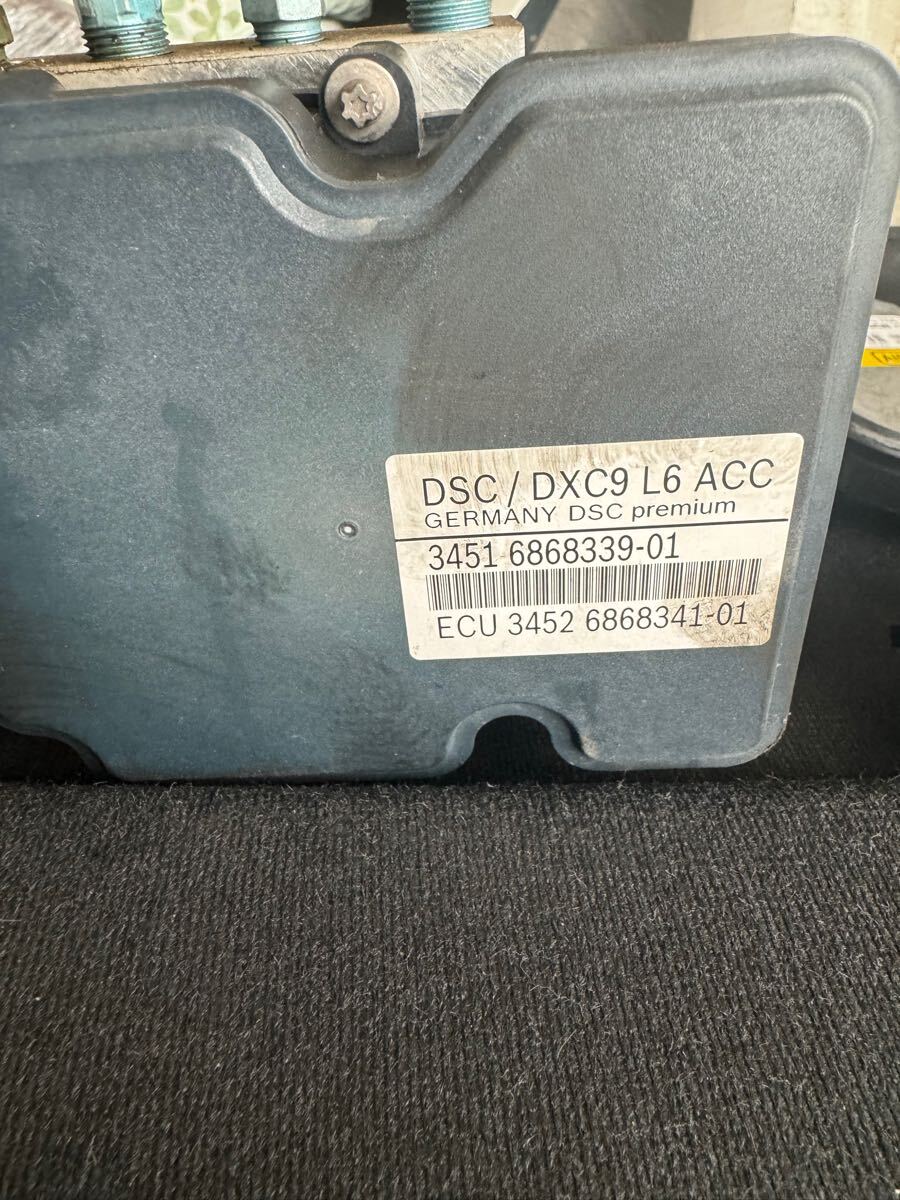 DSC / DXC9 L6 ACC
GERMANY DSC premium
3451 6868339-01
ECU 3452 6868341-01